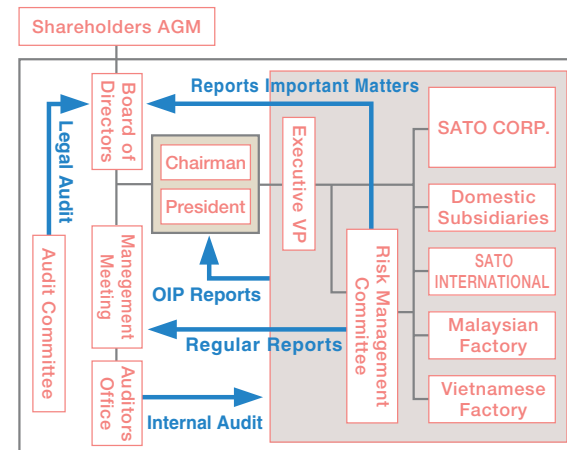 Shareholders AGM
Board of
Directors
Reports Important Matters
Legal Audit
Chairman
President
Executive VP
SATO CORP.
Domestic
Subsidiaries
SATO
INTERNATIONAL
Malaysian
Factory
Vietnamese
Factory
Audit Committee
Manegement
Meeting
OIP Reports
Risk Management
Committee
Regular Reports
Auditors
Office
Internal Audit